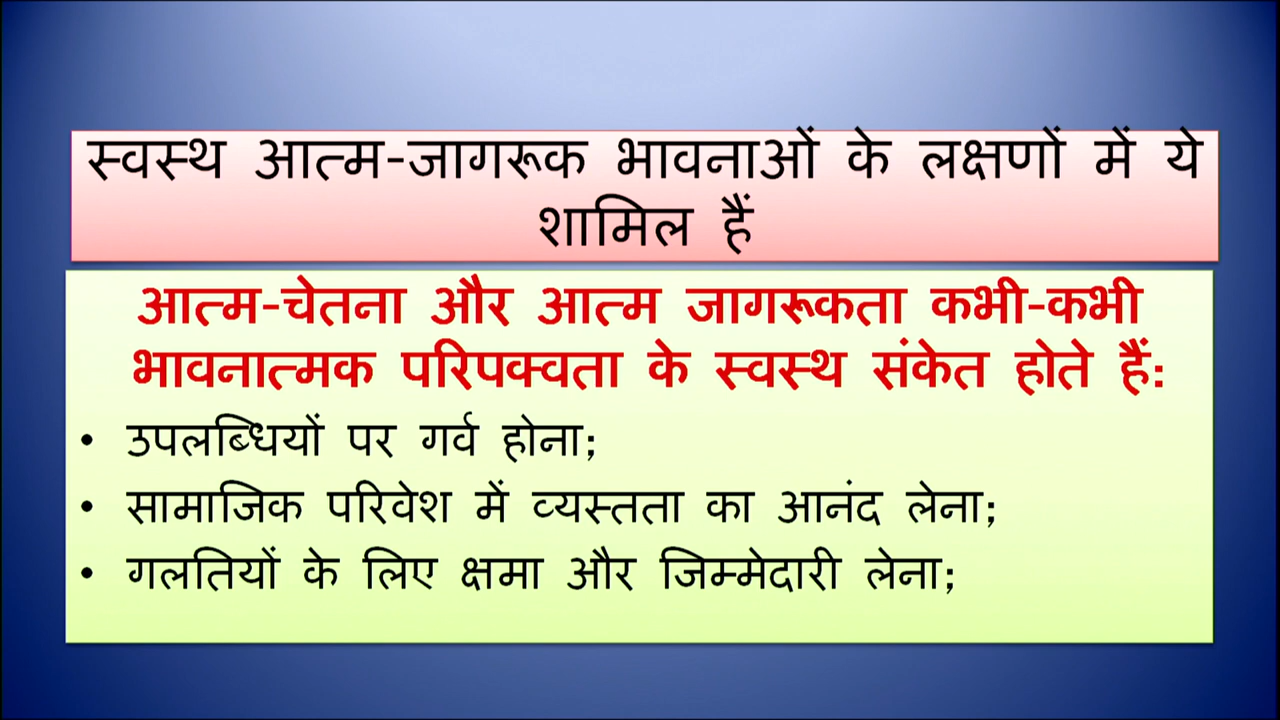 स्वस्थ आत्म-जागरूक भावनाओं के लक्षणों में ये
शामिल हैं
आत्म-चेतना और आत्म जागरूकता कभी-कभी
भावनात्मक परिपक्वता के स्वस्थ संकेत होते हैं:
• उपलब्धियों पर गर्व होना;
• सामाजिक परिवेश में व्यस्तता का आनंद लेना;
• गलतियों के लिए क्षमा और जिम्मेदारी लेना;